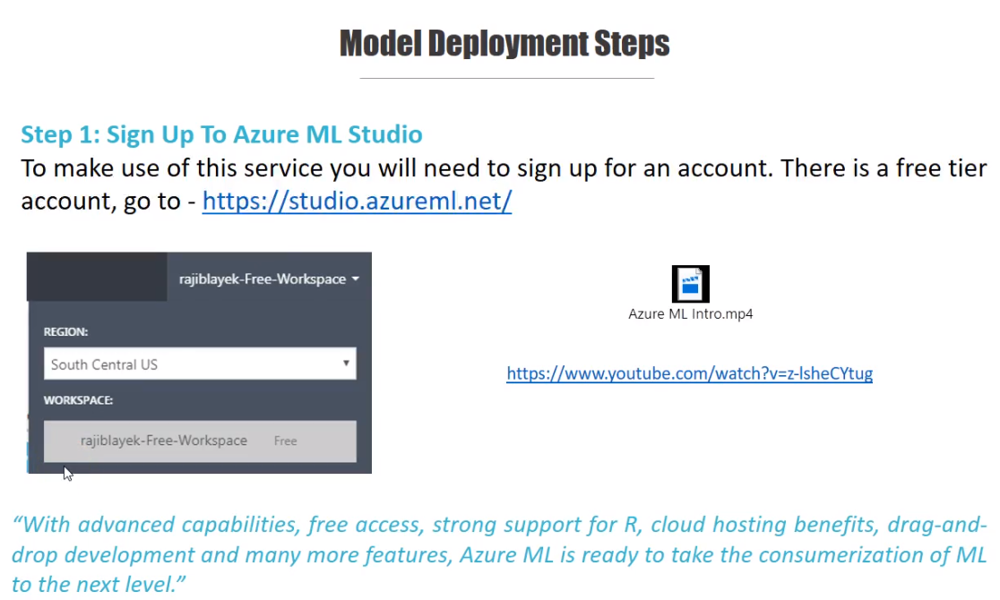 Model Deployment Steps
Step 1: Sign Up To Azure ML Studio
To make use of this service you will need to sign up for an account. There is a free tier
account, go to - https://studio.azureml.net/
rajiblayek-Free-Workspace
REGION:
South Central US
WORKSPACE:
rajiblayek-Free-Workspace Free
Azure ML Intro.mp4
https://www.youtube.com/watch?v=z-lsheCYtug
“With advanced capabilities, free access, strong support for R, cloud hosting benefits, drag-and-
drop development and many more features, Azure ML is ready to take the consumerization of ML
to the next level.”